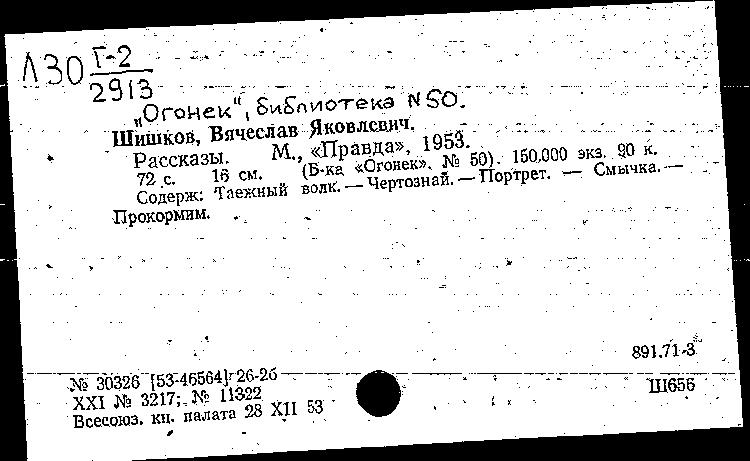 Л30 Г-2
2913
„Огонек", библиотека N 50.
Шишков, Вячеслав Яковлевич.
Рассказы. М., «Правда», 1953.
72 с. 16 см. (Б-ка «Огонек». № 50). 150.000 экз. 90 к.
Содерж: Таежный волк. — Чертознай. — Портрет. — Смычка. —
Прокормим.
891.71-3
№ 30326 [53-46564] 26-26
XXI № 3217; № 11322
Всесоюз. кн. палата 28 XII 53
Ш656